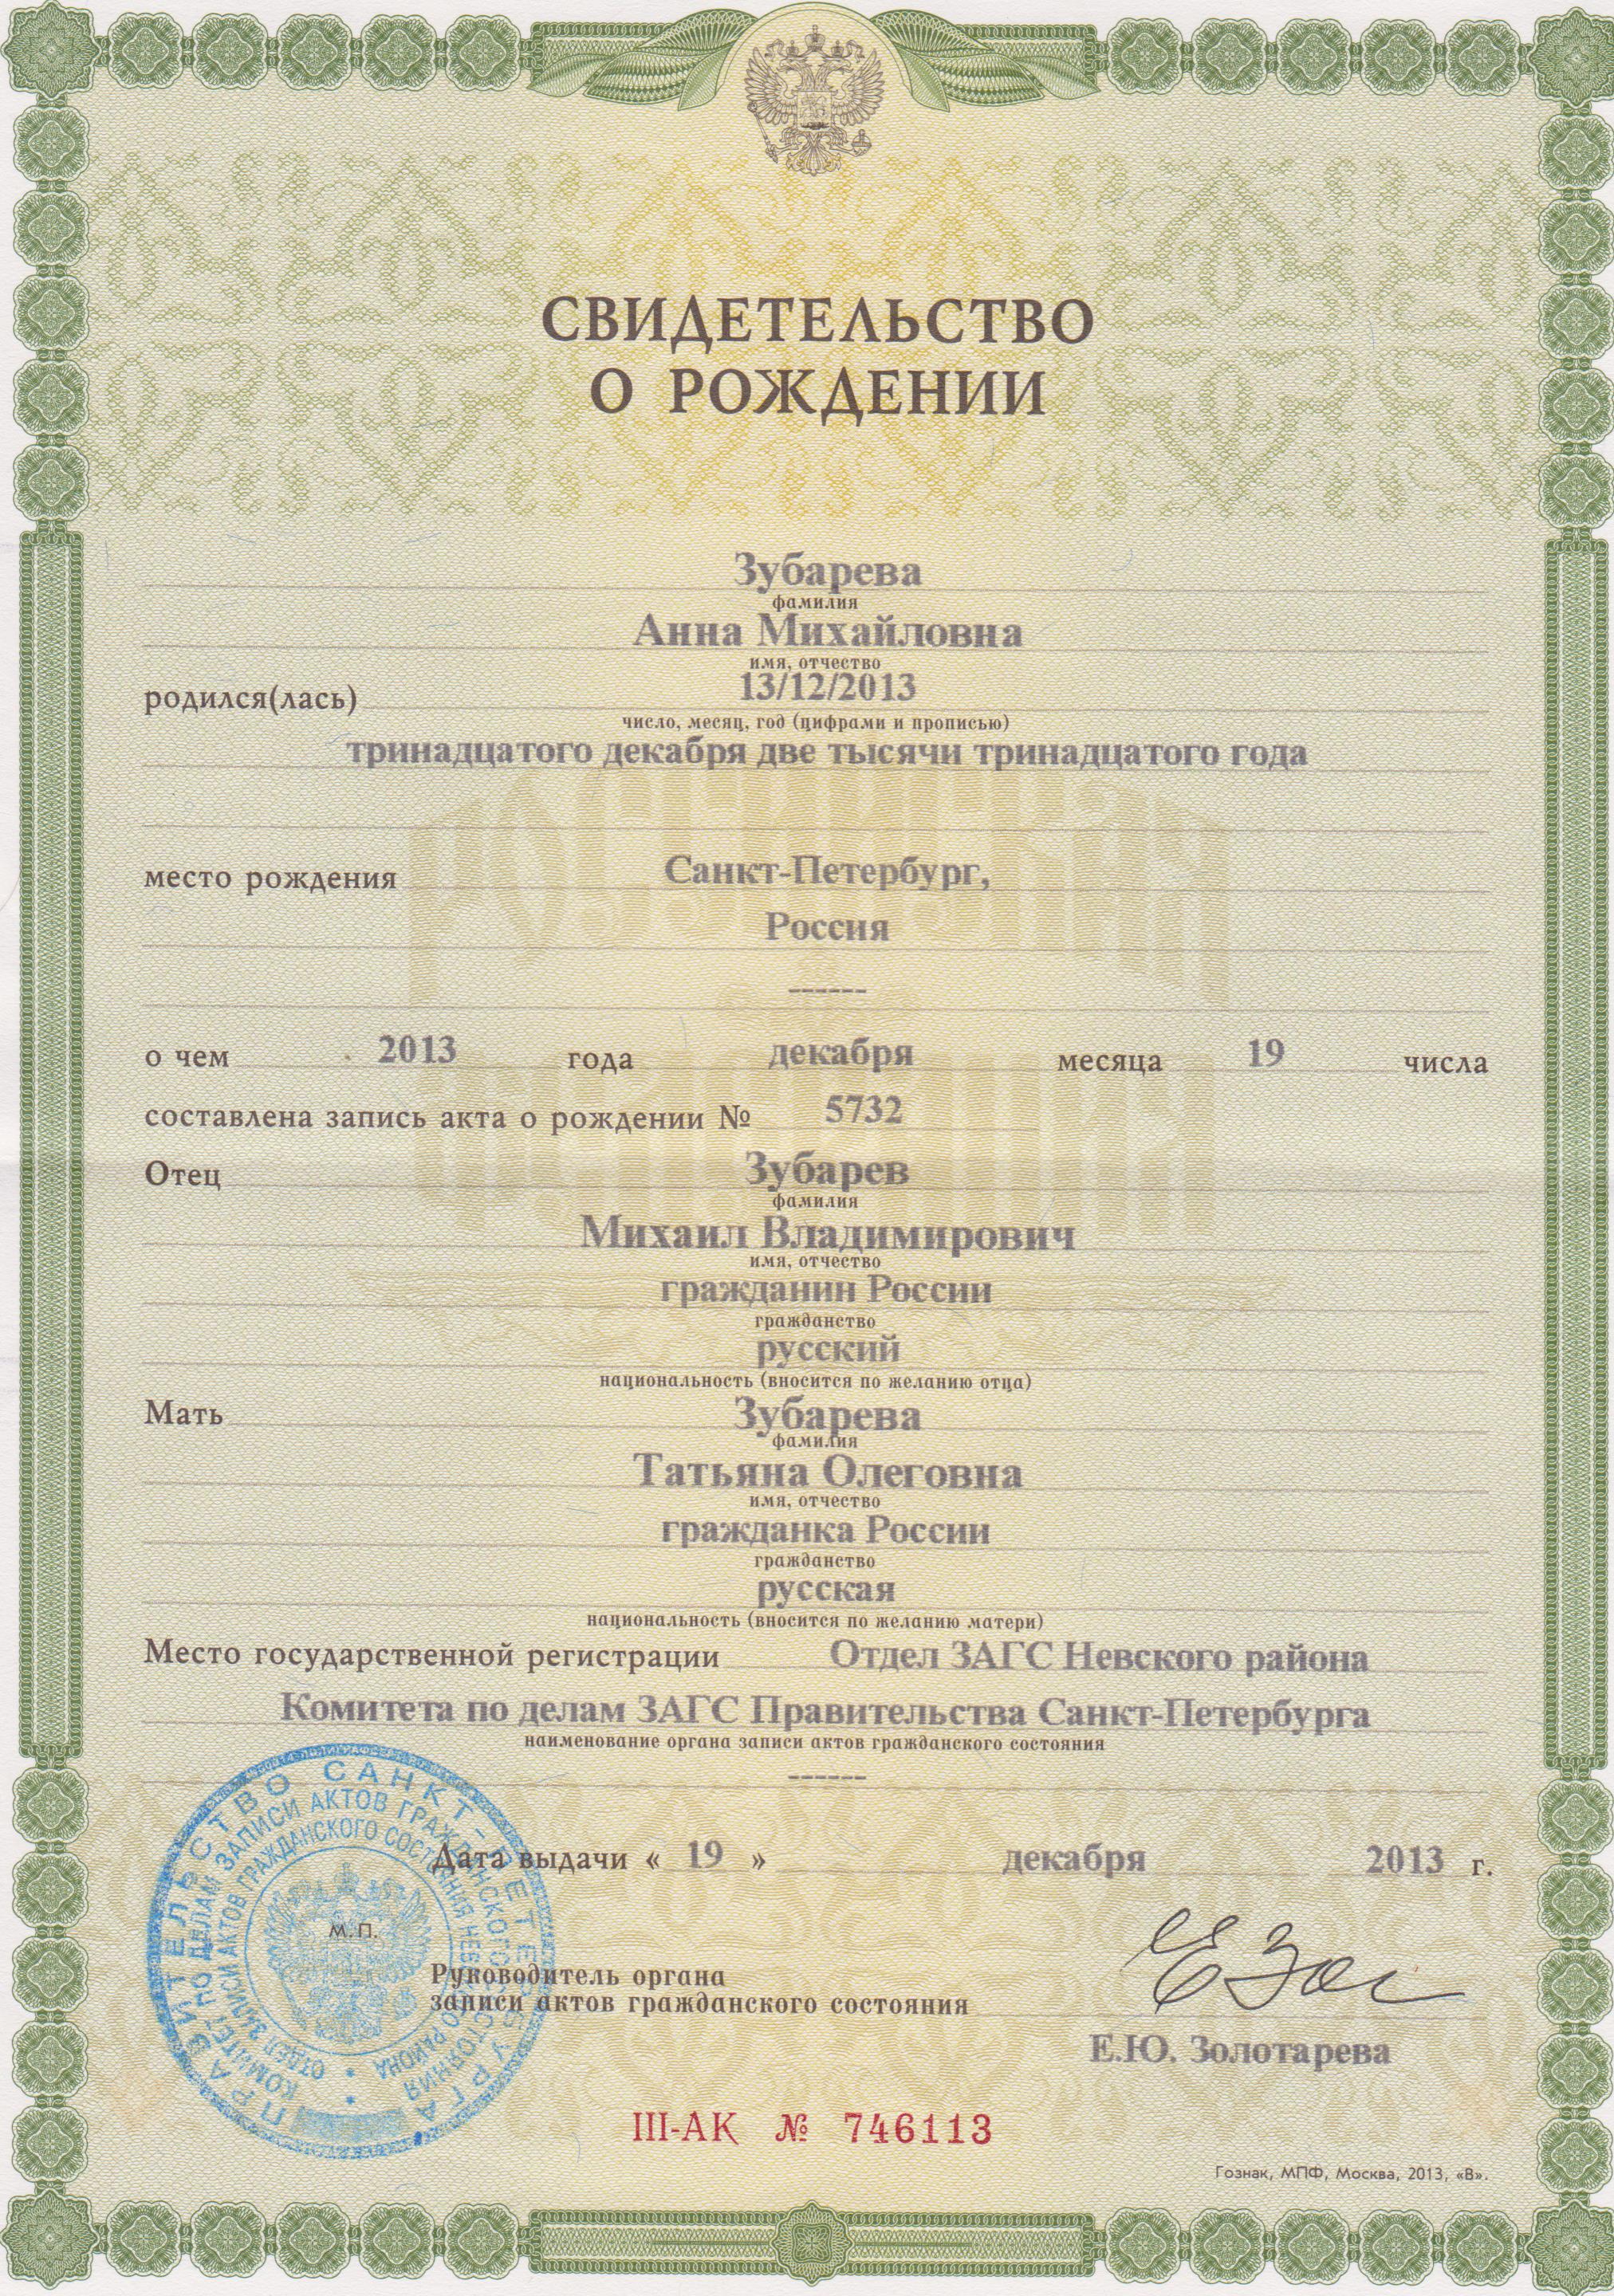 СВИДЕТЕЛЬСТВО
О РОЖДЕНИИ
Зубарева
фамилия
Анна Михайловна
имя, отчество
родился(лась) 13/12/2013
число, месяц, год (цифрами и прописью)
тринадцатого декабря две тысячи тринадцатого года
место рождения Санкт-Петербург,
Россия
------
о чем 2013 года декабря месяца 19 числа
составлена запись акта о рождении № 5732
Отец Зубарев
фамилия
Михаил Владимирович
имя, отчество
гражданин России
гражданство
русский
национальность (вносится по желанию отца)
Мать Зубарева
фамилия
Татьяна Олеговна
имя, отчество
гражданка России
гражданство
русская
национальность (вносится по желанию матери)
Место государственной регистрации Отдел ЗАГС Невского района
Комитета по делам ЗАГС Правительства Санкт-Петербурга
наименование органа записи актов гражданского состояния
------
Дата выдачи « 19 » декабря 2013 г.
М.П.
Руководитель органа
записи актов гражданского состояния
Е.Ю. Золотарева
III-АК № 746113
Гознак, МПФ, Москва, 2013, «В».
ПРАВИТЕЛЬСТВО САНКТ-ПЕТЕРБУРГА
КОМИТЕТ ПО ДЕЛАМ ЗАПИСИ АКТОВ ГРАЖДАНСКОГО СОСТОЯНИЯ
ОТДЕЛ ЗАПИСИ АКТОВ ГРАЖДАНСКОГО СОСТОЯНИЯ НЕВСКОГО РАЙОНА